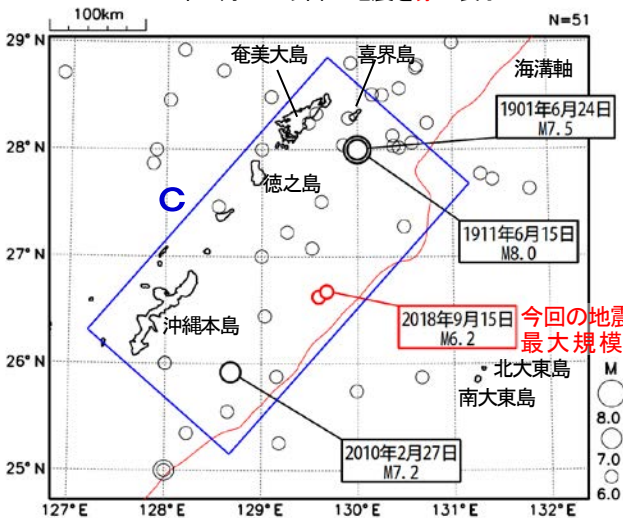 100km
N=51
29°N
28°N
27°N
26°N
25°N
127°E
128°E
129°E
130°E
131°E
132°E
奄美大島
喜界島
海溝軸
1901年6月24日
M7.5
徳之島
C
1911年6月15日
M8.0
沖縄本島
2018年9月15日
M6.2
今回の地震
最大規模
北大東島
南大東島
2010年2月27日
M7.2
M
8.0
7.0
6.0